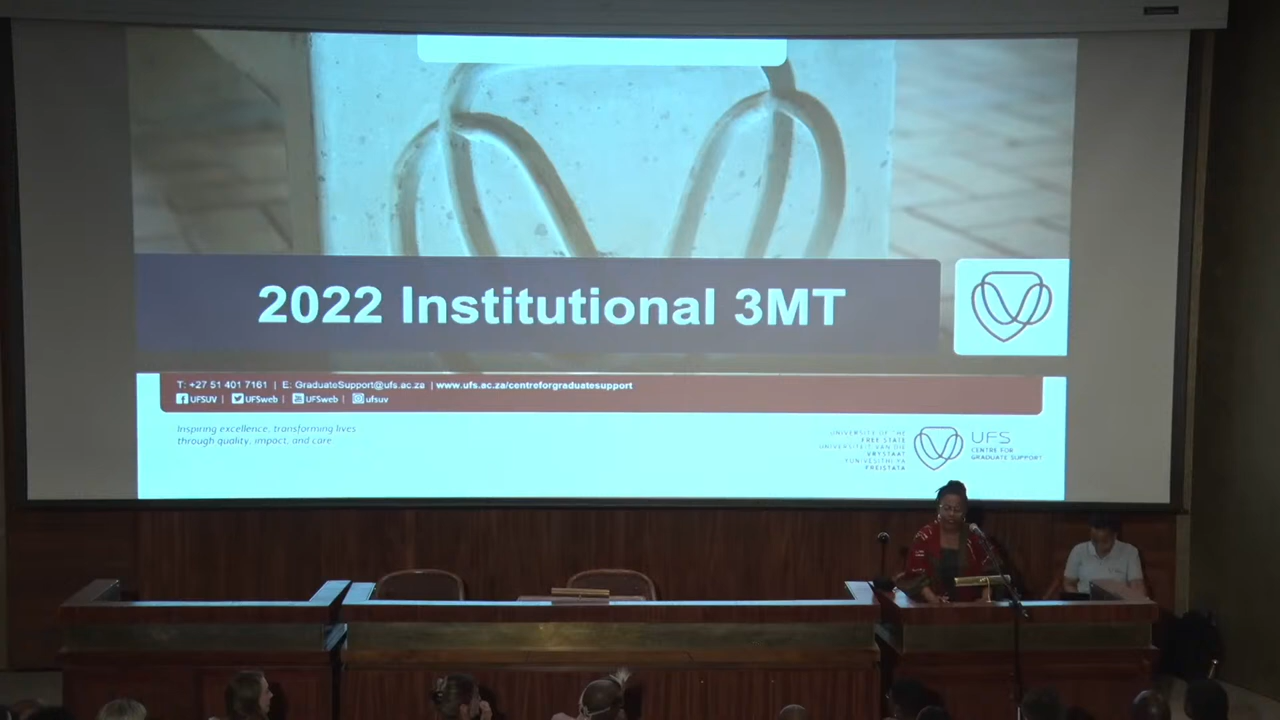 2022 Institutional 3MT
T: +27 51 401 7161 | E: GraduateSupport@ufs.ac.za | www.ufs.ac.za/centreforgraduatesupport
UFSUV | UFSweb | UFSweb | ufsuv
Inspiring excellence, transforming lives
through quality, impact, and care.
UNIVERSITY OF THE
FREE STATE
UNIVERSITEIT VAN DIE
VRYSTAAT
YUNIVESITHI YA
FREISTATA
UFS
CENTRE FOR
GRADUATE SUPPORT